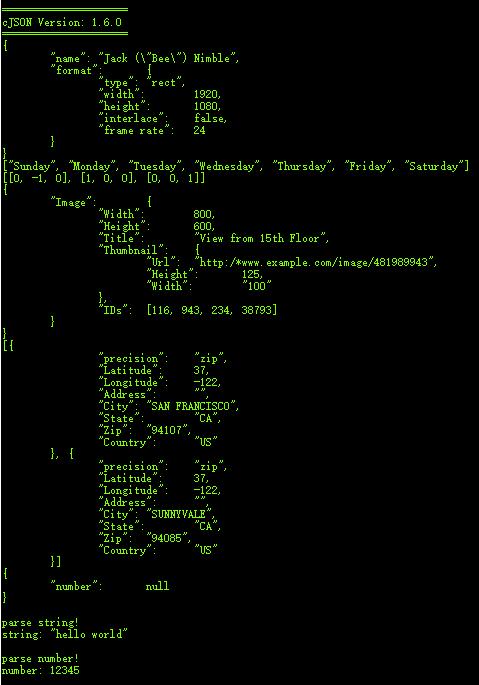 ====================
cJSON Version: 1.6.0
====================
{
	"name":	"Jack (\"Bee\") Nimble",
	"format":	{
		"type":	"rect",
		"width":	1920,
		"height":	1080,
		"interlace":	false,
		"frame rate":	24
	}
}
["Sunday", "Monday", "Tuesday", "Wednesday", "Thursday", "Friday", "Saturday"]
[[0, -1, 0], [1, 0, 0], [0, 0, 1]]
{
	"Image":	{
		"Width":	800,
		"Height":	600,
		"Title":	"View from 15th Floor",
		"Thumbnail":	{
			"Url":	"http:/*www.example.com/image/481989943",
			"Height":	125,
			"Width":	"100"
		},
		"IDs":	[116, 943, 234, 38793]
	}
}
[{
		"precision":	"zip",
		"Latitude":	37,
		"Longitude":	-122,
		"Address":	"",
		"City":	"SAN FRANCISCO",
		"State":	"CA",
		"Zip":	"94107",
		"Country":	"US"
	}, {
		"precision":	"zip",
		"Latitude":	37,
		"Longitude":	-122,
		"Address":	"",
		"City":	"SUNNYVALE",
		"State":	"CA",
		"Zip":	"94085",
		"Country":	"US"
	}]
{
	"number":	null
}
parse string!
string: "hello world"
parse number!
number: 12345